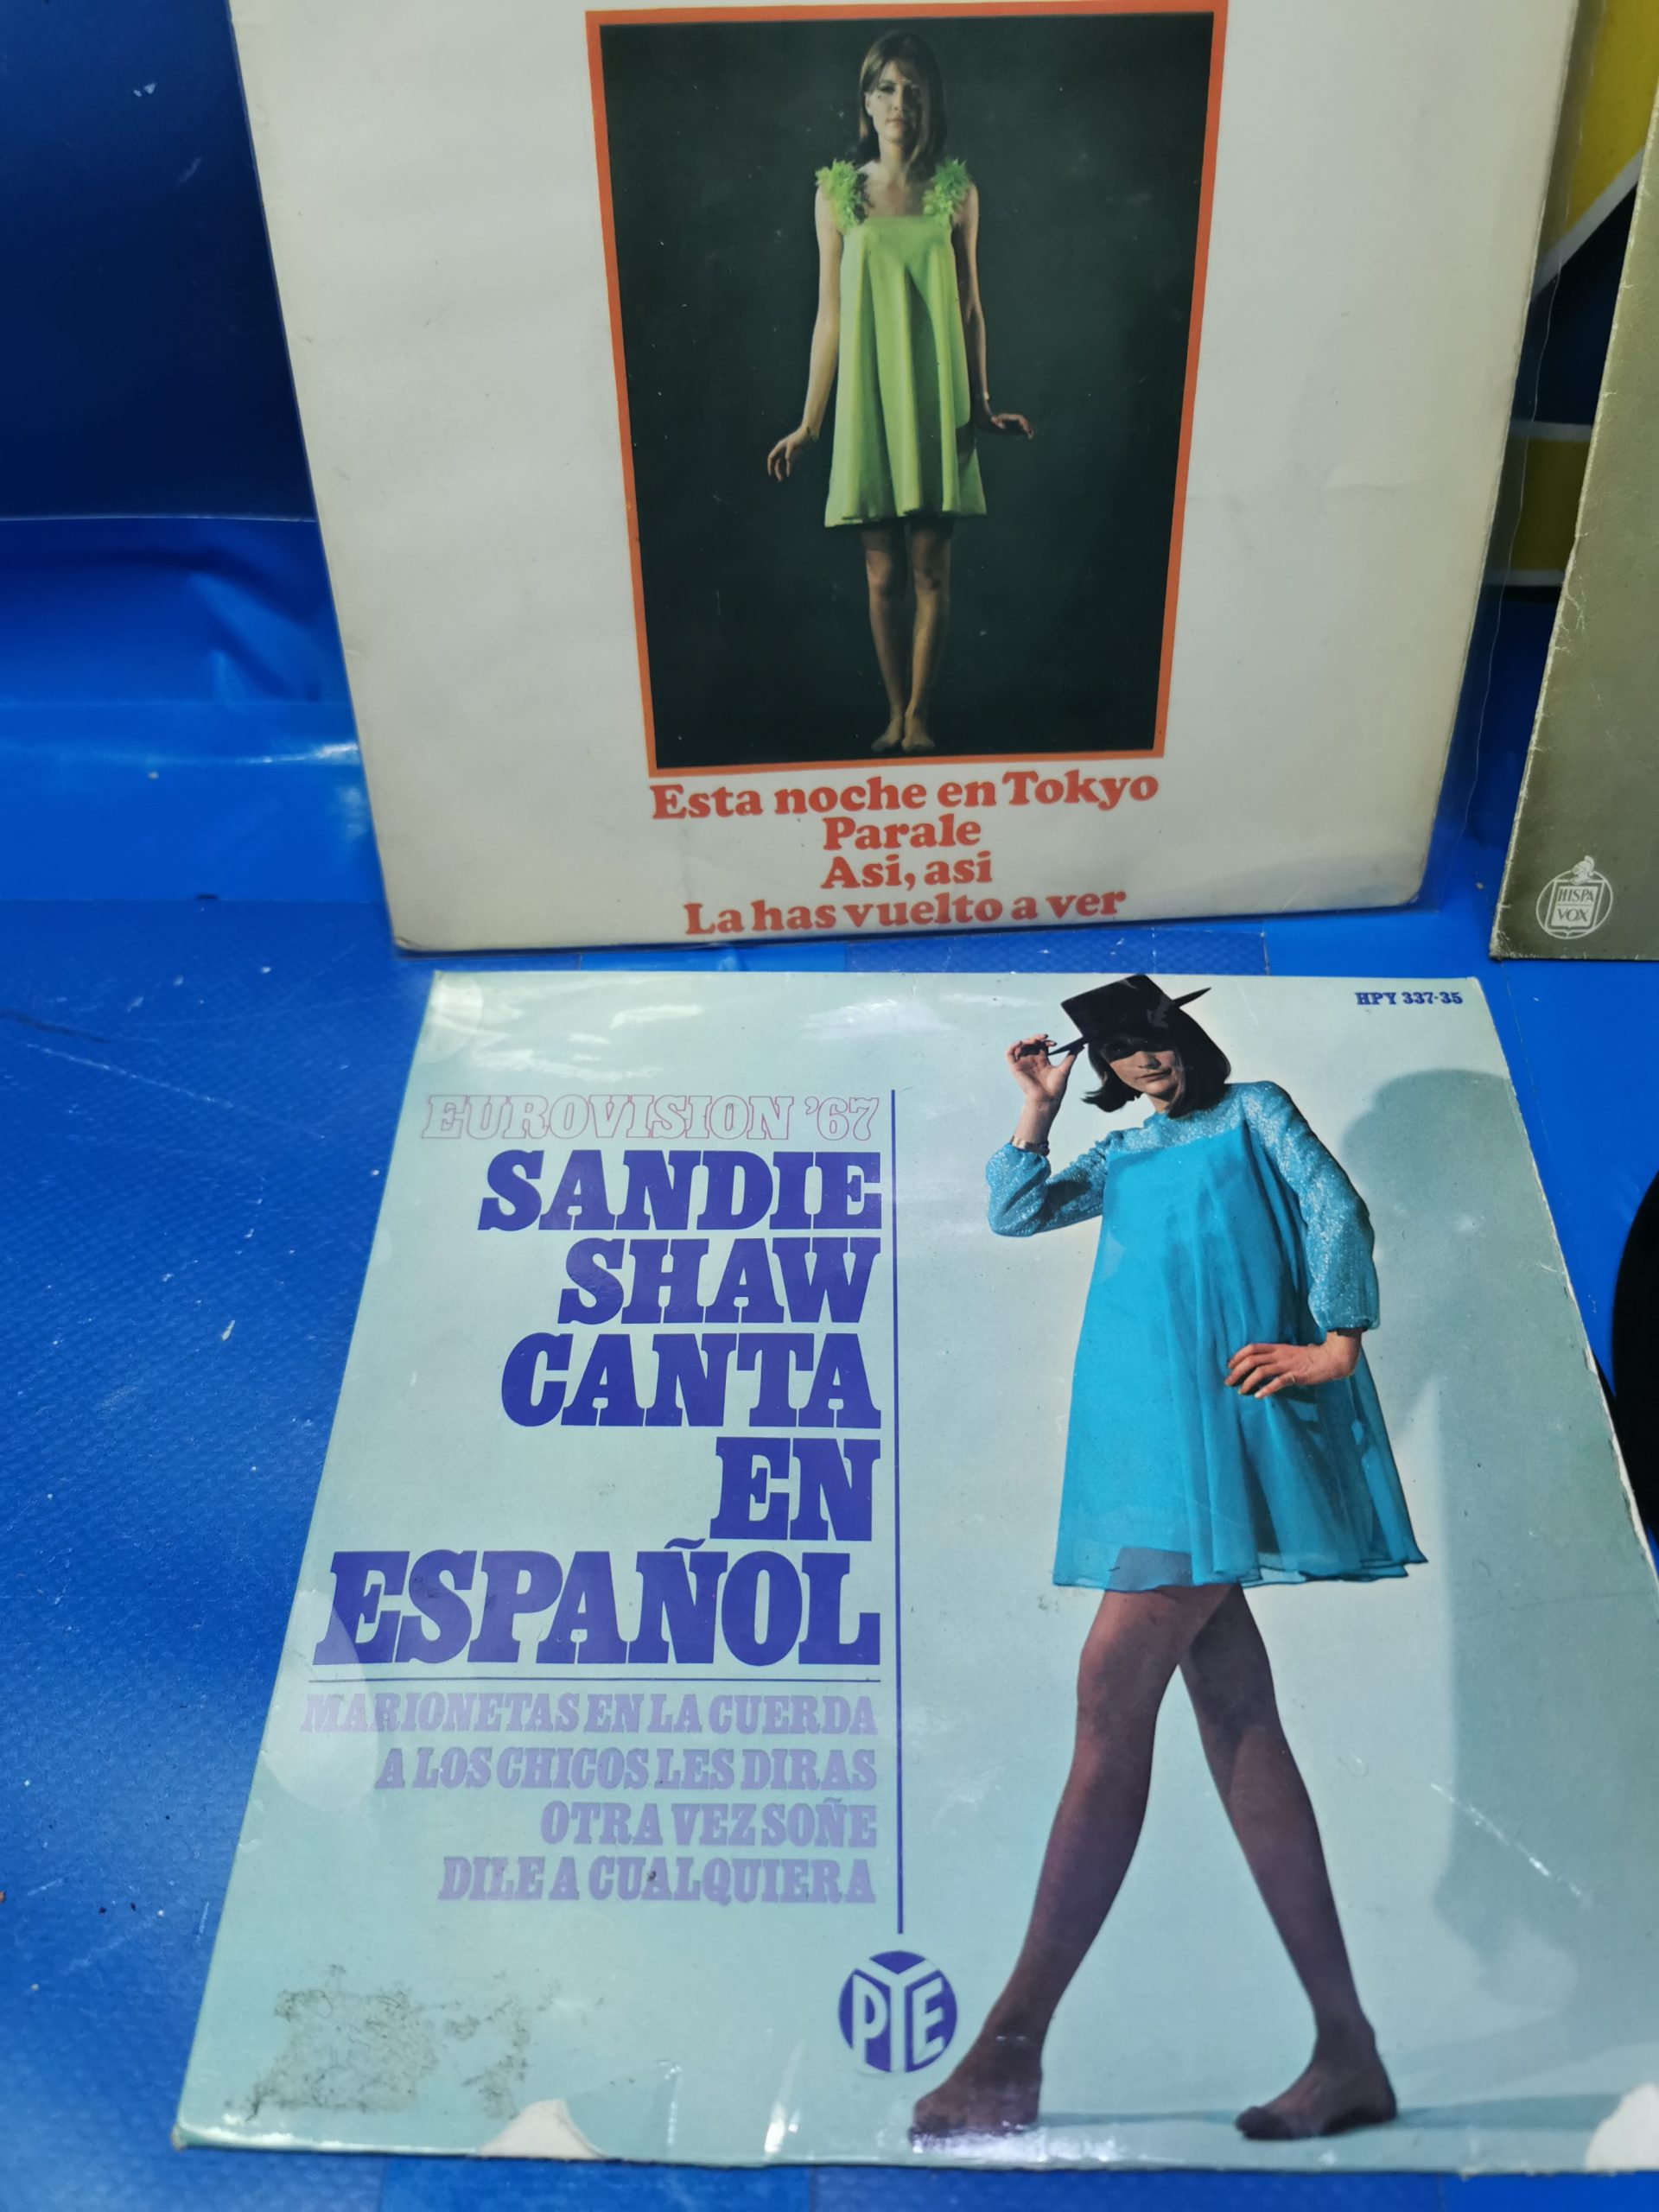 Esta noche en Tokyo
Parale
Asi, asi
La has vuelto a ver
HISPA
VOX
HPY 337-35
EUROVISION '67
SANDIE
SHAW
CANTA
EN
ESPAÑOL
MARIONETAS EN LA CUERDA
A LOS CHICOS LES DIRAS
OTRA VEZ SOÑE
DILE A CUALQUIERA
PYE